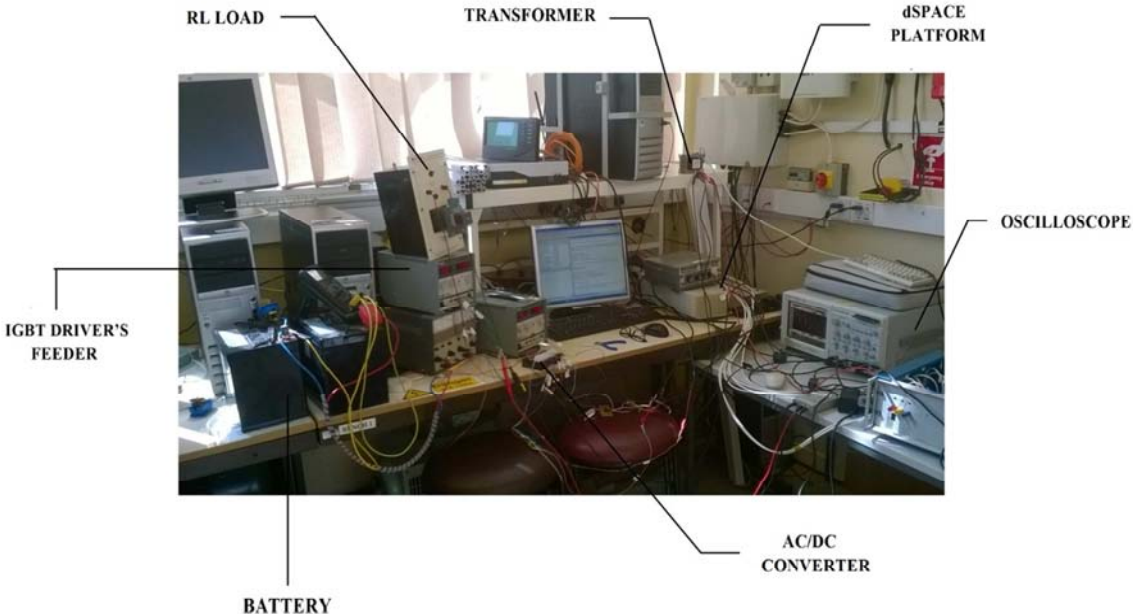 RL LOAD
TRANSFORMER
dSPACE
PLATFORM
OSCILLOSCOPE
IGBT DRIVER'S
FEEDER
AC/DC
CONVERTER
BATTERY